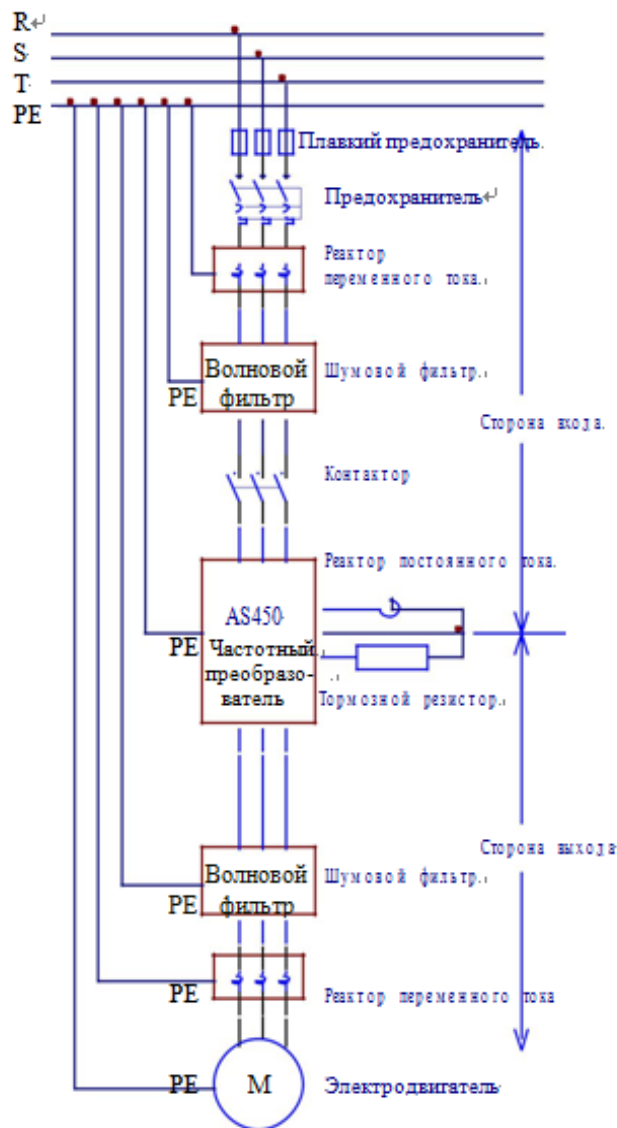 R↵
S
T
PE
Плавкий предохранитель.
Предохранитель↵
Реактор
переменного тока.↓
Волновой
фильтр
Шумовой фильтр.↓
PE
Сторона входа.
Контактор
Реактор постоянного тока.
AS450
Частотный
преобразо-
ватель
PE
Тормозной резистор.↓
Сторона выхода
Волновой
фильтр
Шумовой фильтр.↓
PE
PE
Реактор переменного тока
PE
M
Электродвигатель